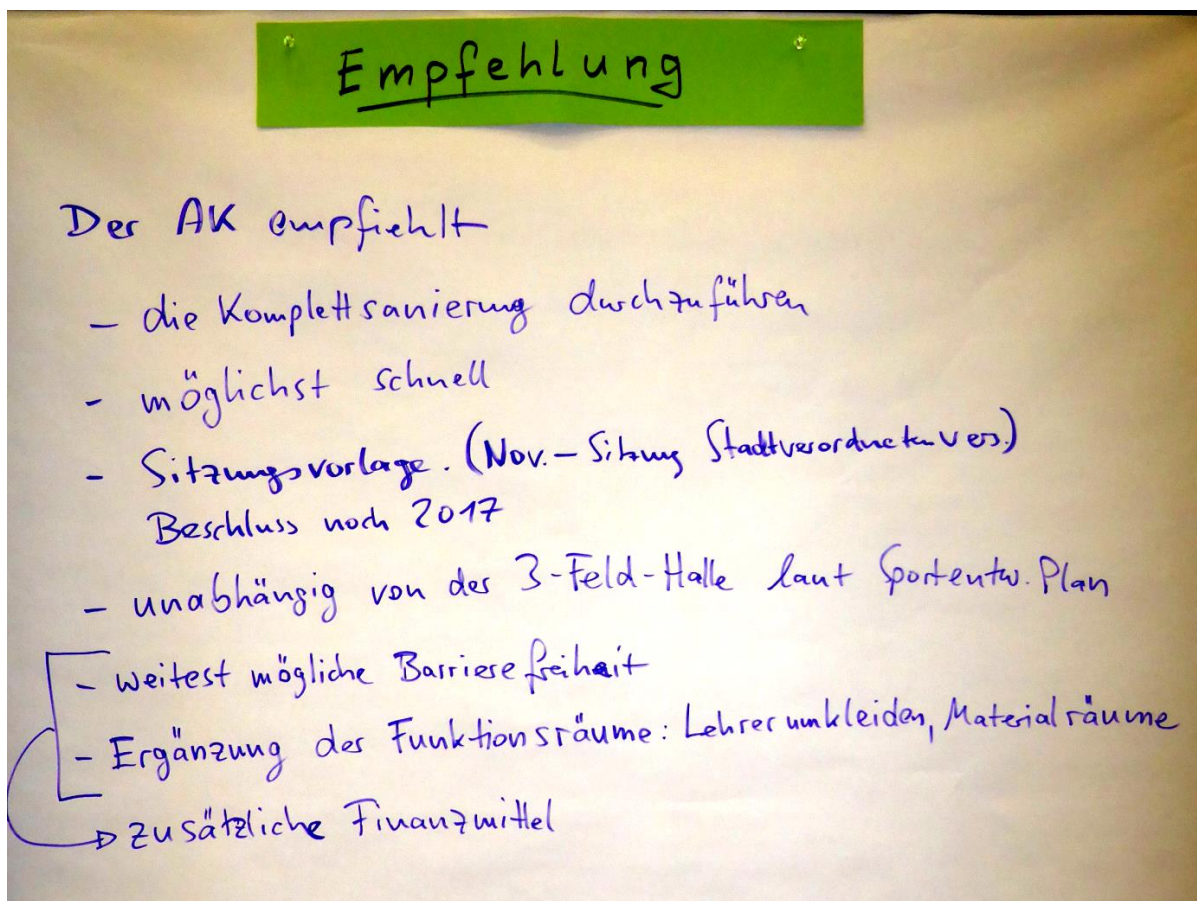 Empfehlung
Der AK empfiehlt
- die Komplettsanierung durchzuführen
- möglichst schnell
- Sitzungsvorlage. (Nov.-Sitzung Stadtverordnetenvers.)
Beschluss noch 2017
- unabhängig von der 3-Feld-Halle laut Sportentw. Plan
- weitest mögliche Barrierefreiheit
- Ergänzung der Funktionsräume: Lehrerumkleiden, Materialräume
→ zusätzliche Finanzmittel